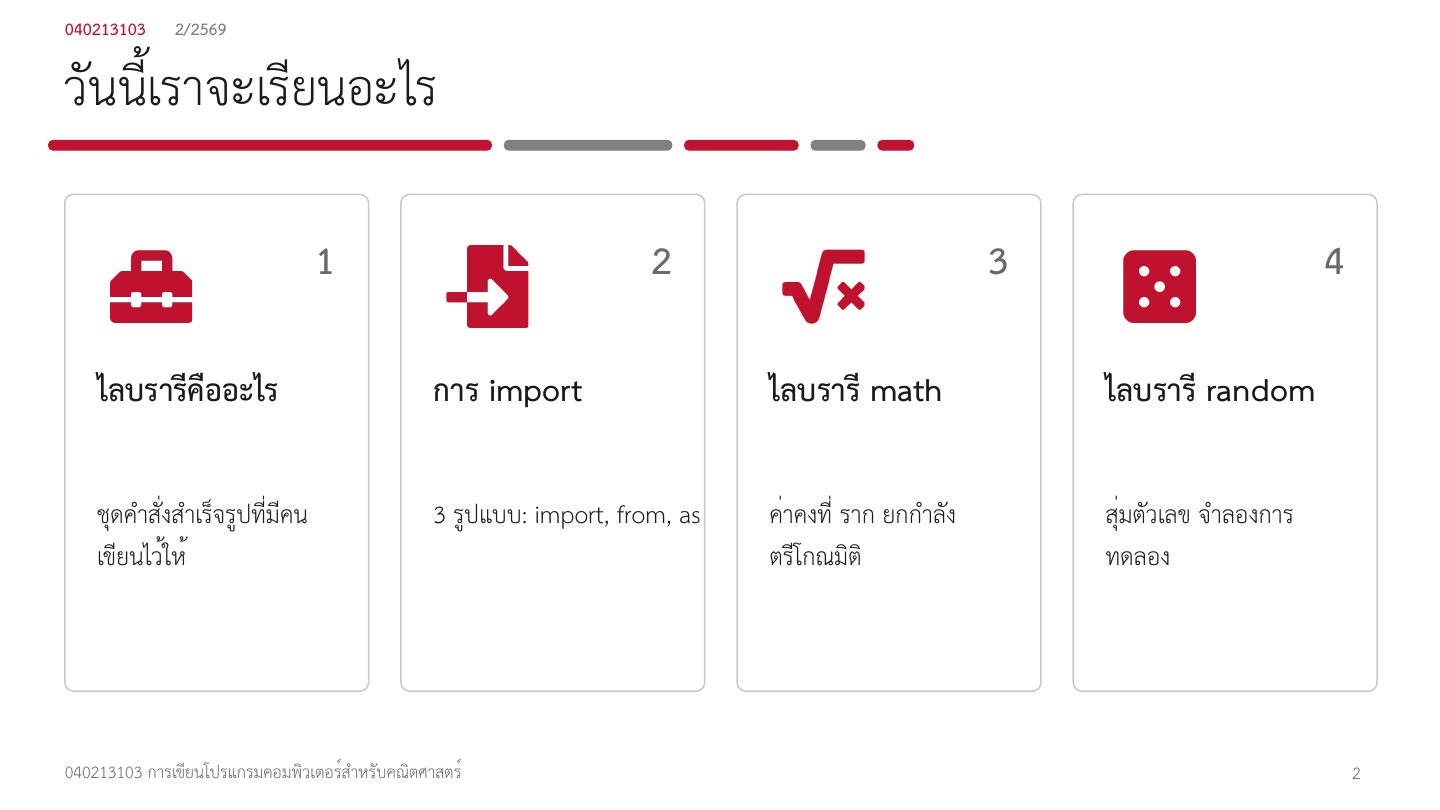 040213103 2/2569
วันนี้เราจะเรียนอะไร
1
ไลบรารีคืออะไร
ชุดคำสั่งสำเร็จรูปที่มีคน
เขียนไว้ให้
2
การ import
3 รูปแบบ: import, from, as
3
ไลบรารี math
ค่าคงที่ ราก ยกกำลัง
ตรีโกณมิติ
4
ไลบรารี random
สุ่มตัวเลข จำลองการ
ทดลอง
040213103 การเขียนโปรแกรมคอมพิวเตอร์สำหรับคณิตศาสตร์
2